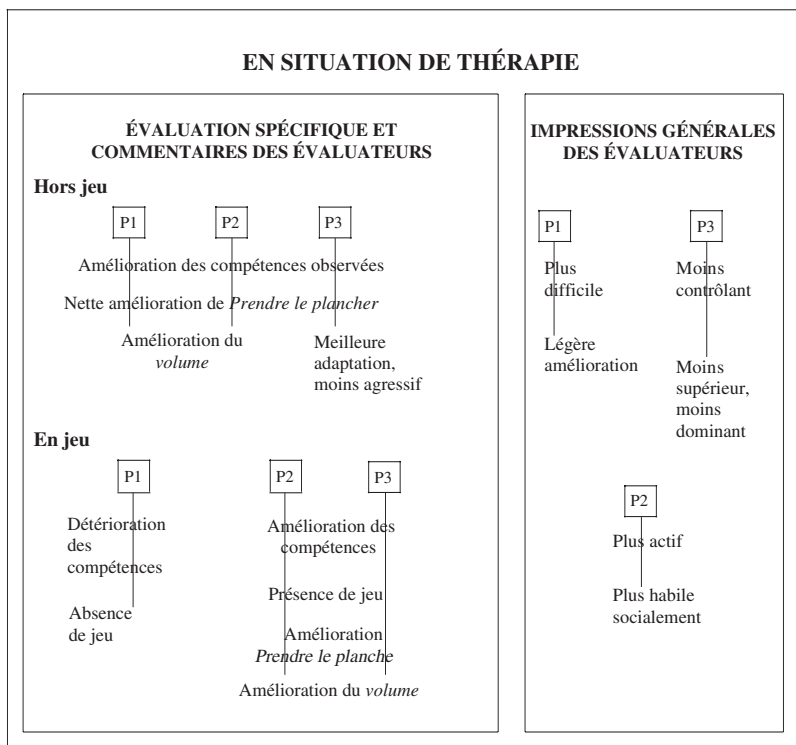 EN SITUATION DE THÉRAPIE
ÉVALUATION SPÉCIFIQUE ET
COMMENTAIRES DES ÉVALUATEURS
Hors jeu
P1 P2 P3
Amélioration des compétences observées
Nette amélioration de Prendre le plancher
Amélioration du
volume
Meilleure
adaptation,
moins agressif
En jeu
P1 P2 P3
Détérioration
des
compétences
Absence
de jeu
Amélioration des
compétences
Présence de jeu
Amélioration
Prendre le planche
Amélioration du volume
IMPRESSIONS GÉNÉRALES
DES ÉVALUATEURS
P1
Plus
difficile
Légère
amélioration
P3
Moins
contrôlant
Moins
supérieur,
moins
dominant
P2
Plus actif
Plus habile
socialement